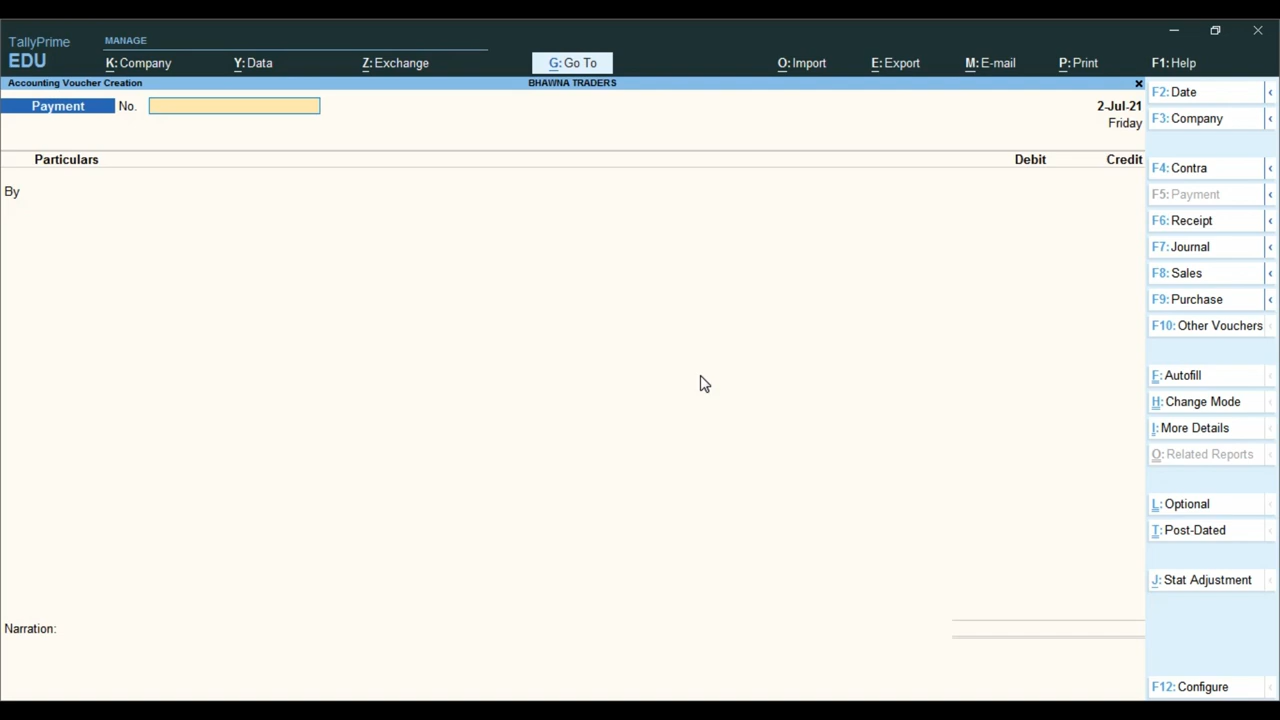 TallyPrime
EDU
MANAGE
K: Company
Y: Data
Z: Exchange
G: Go To
O: Import
E: Export
M: E-mail
P: Print
F1: Help
Accounting Voucher Creation
BHAWNA TRADERS
Payment No.
2-Jul-21
Friday
Particulars
Debit
Credit
By
Narration:
F2: Date
F3: Company
F4: Contra
F5: Payment
F6: Receipt
F7: Journal
F8: Sales
F9: Purchase
F10: Other Vouchers
F: Autofill
H: Change Mode
I: More Details
O: Related Reports
L: Optional
T: Post-Dated
J: Stat Adjustment
F12: Configure